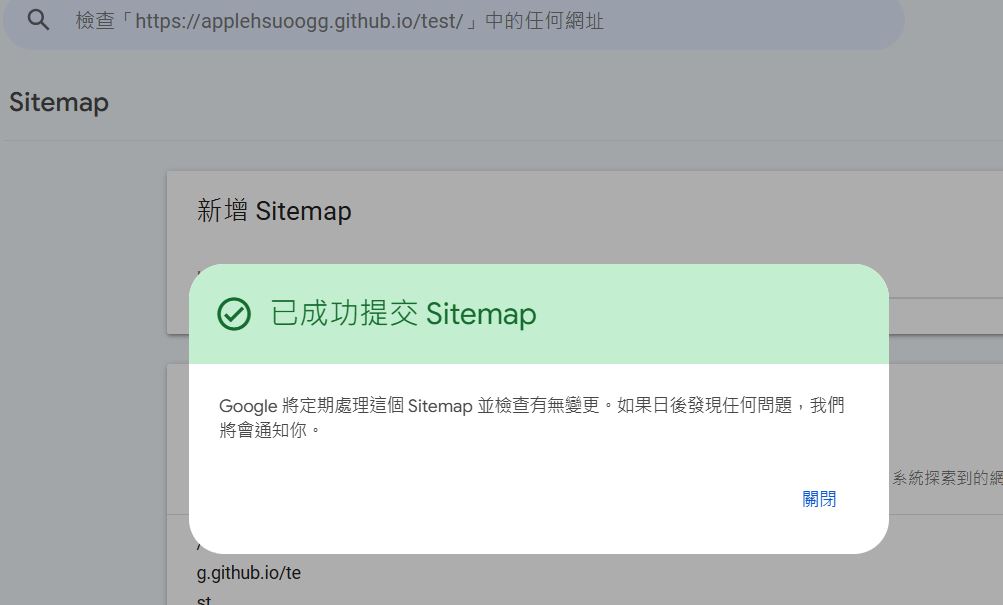 檢查「https://applehsuoogg.github.io/test/」中的任何網址
Sitemap
新增 Sitemap
已成功提交 Sitemap
Google 將定期處理這個 Sitemap 並檢查有無變更。如果日後發現任何問題，我們
將會通知你。
系統探索到的網
關閉
g.github.io/te
st